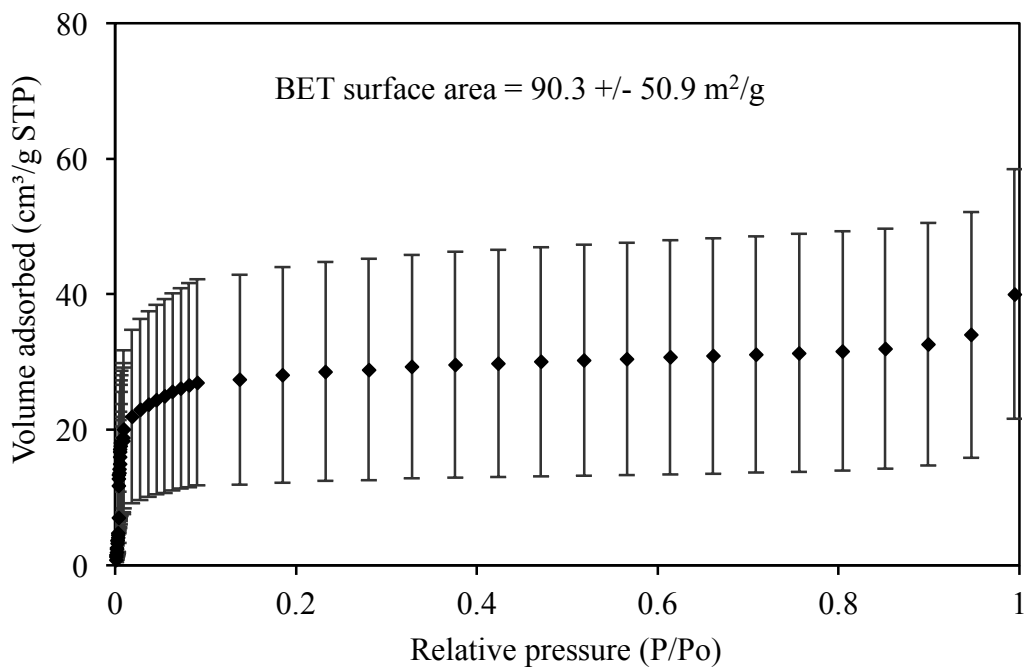 80
BET surface area = 90.3 +/- 50.9 m²/g
60
40
20
0
Volume adsorbed (cm³/g STP)
0 0.2 0.4 0.6 0.8 1
Relative pressure (P/Po)